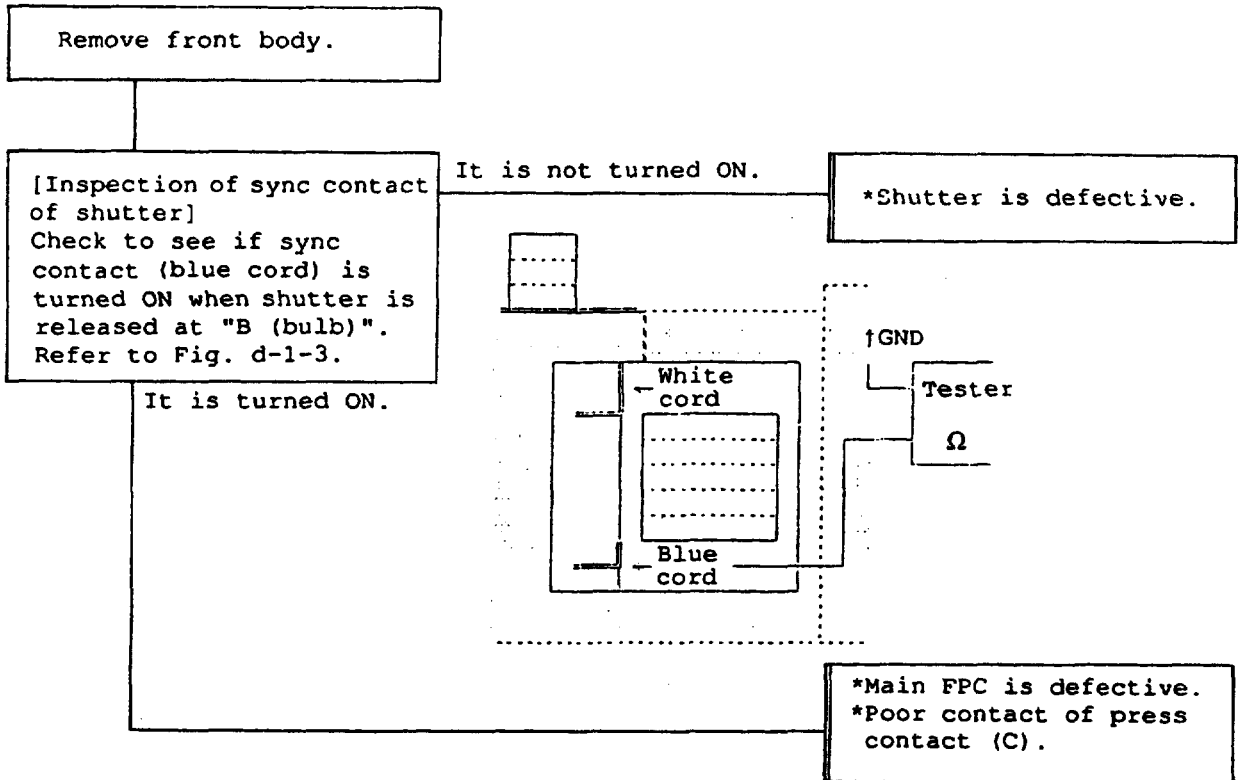 Remove front body.
[Inspection of sync contact
of shutter]
Check to see if sync
contact (blue cord) is
turned ON when shutter is
released at "B (bulb)".
Refer to Fig. d-1-3.
It is not turned ON.
*Shutter is defective.
It is turned ON.
White
cord
Blue
cord
↑GND
Tester
Ω
*Main FPC is defective.
*Poor contact of press
contact (C).